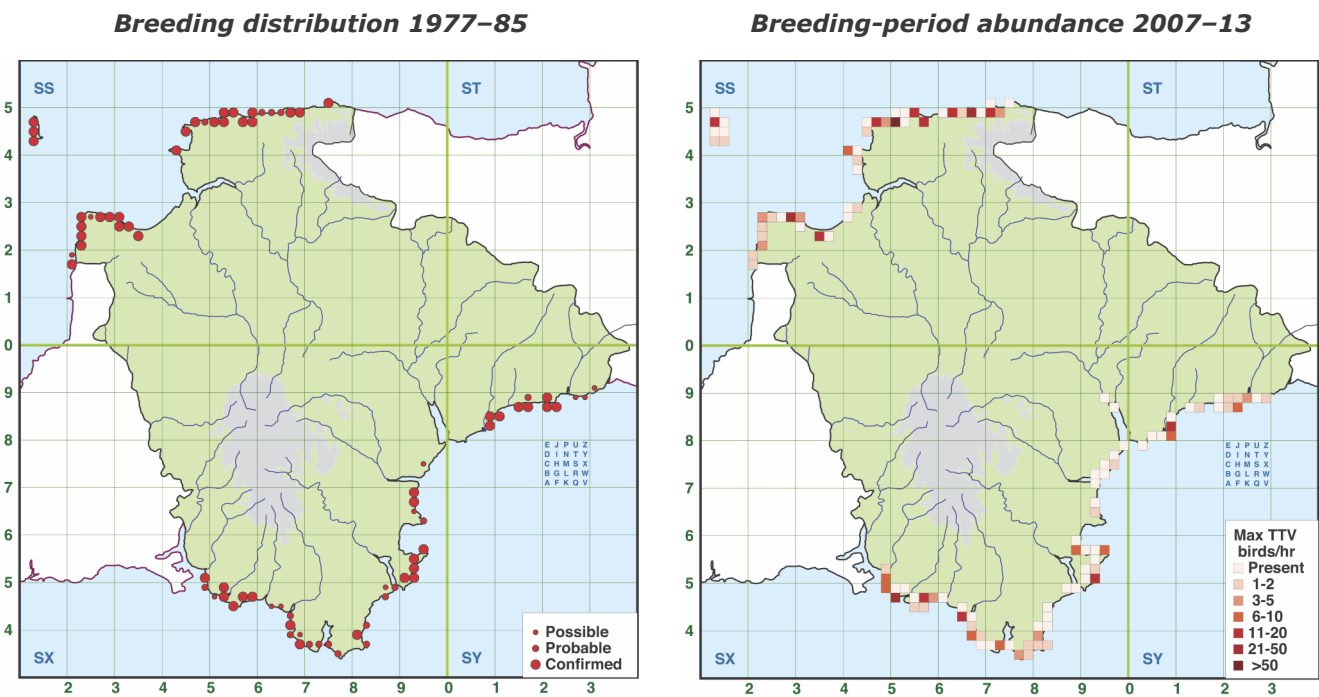 Breeding distribution 1977–85
SS
ST
5
4
3
2
1
0
9
8
7
6
5
4
E J P U Z
D I N T Y
C H M S X
B G L R W
A F K Q V
Possible
Probable
Confirmed
SX
SY
2 3 4 5 6 7 8 9 0 1 2 3
Breeding-period abundance 2007–13
SS
ST
5
4
3
2
1
0
9
8
7
6
5
4
E J P U Z
D I N T Y
C H M S X
B G L R W
A F K Q V
Max TTV
birds/hr
Present
1-2
3-5
6-10
11-20
21-50
>50
SX
SY
2 3 4 5 6 7 8 9 0 1 2 3